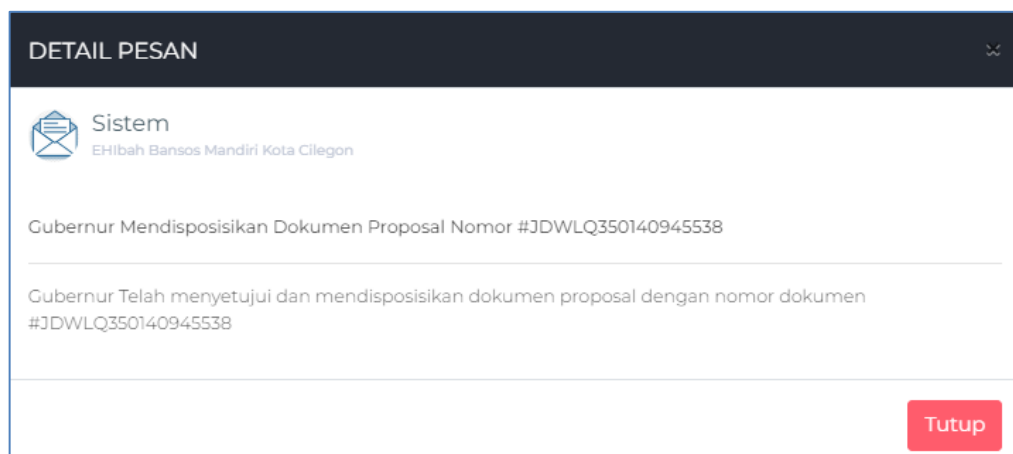 DETAIL PESAN
Sistem
EHIbah Bansos Mandiri Kota Cilegon
Gubernur Mendisposisikan Dokumen Proposal Nomor #JDWLQ350140945538
Gubernur Telah menyetujui dan mendisposisikan dokumen proposal dengan nomor dokumen
#JDWLQ350140945538
Tutup